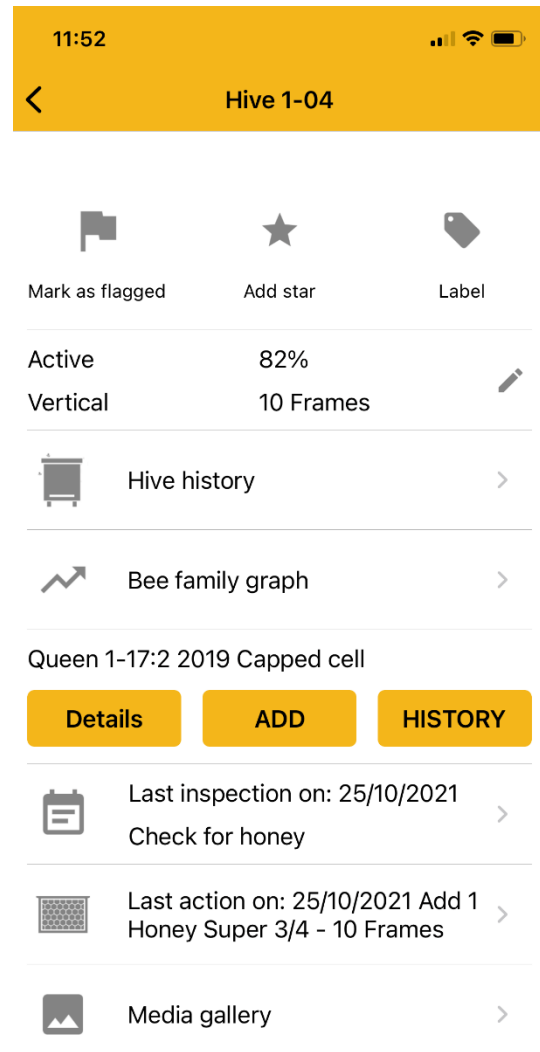 11:52
Hive 1-04
Mark as flagged
Add star
Label
Active 82%
Vertical 10 Frames
Hive history
Bee family graph
Queen 1-17:2 2019 Capped cell
Details ADD HISTORY
Last inspection on: 25/10/2021
Check for honey
Last action on: 25/10/2021 Add 1
Honey Super 3/4 - 10 Frames
Media gallery